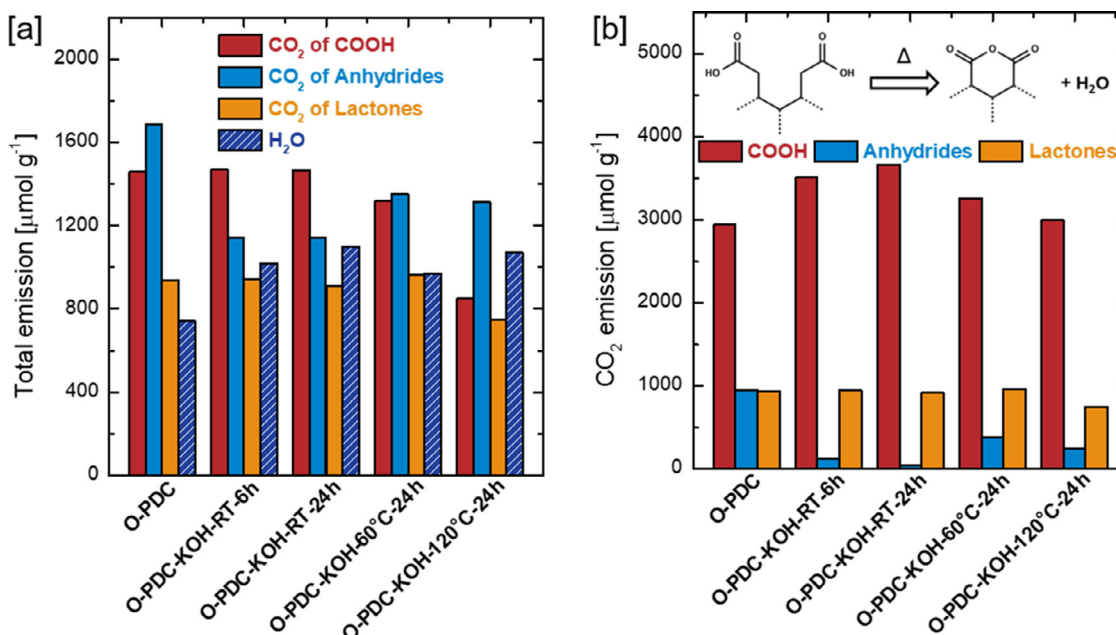 [a]
Total emission [μmol g⁻¹]
2000
1600
1200
800
400
0
CO₂ of COOH
CO₂ of Anhydrides
CO₂ of Lactones
H₂O
O-PDC
O-PDC-KOH-RT-6h
O-PDC-KOH-RT-24h
O-PDC-KOH-60°C-24h
O-PDC-KOH-120°C-24h
[b]
CO₂ emission [μmol g⁻¹]
5000
4000
3000
2000
1000
0
O O Δ O O O
HO OH + H₂O
COOH Anhydrides Lactones
O-PDC
O-PDC-KOH-RT-6h
O-PDC-KOH-RT-24h
O-PDC-KOH-60°C-24h
O-PDC-KOH-120°C-24h